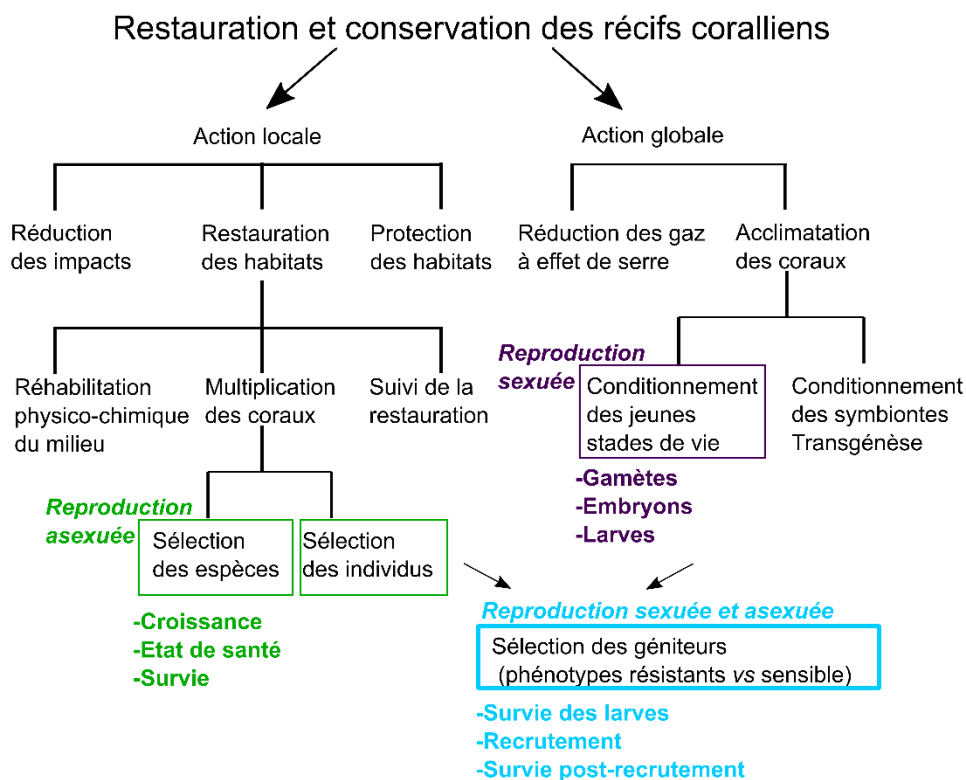 Restauration et conservation des récifs coralliens
Action locale
Action globale
Réduction
des impacts
Restauration
des habitats
Protection
des habitats
Réduction des gaz
à effet de serre
Acclimatation
des coraux
Réhabilitation
physico-chimique
du milieu
Multiplication
des coraux
Suivi de la
restauration
Reproduction
sexuée
Conditionnement
des jeunes
stades de vie
Conditionnement
des symbiontes
Transgénèse
-Gamètes
-Embryons
-Larves
Reproduction
asexuée
Sélection
des espèces
Sélection
des individus
-Croissance
-Etat de santé
-Survie
Reproduction sexuée et asexuée
Sélection des géniteurs
(phénotypes résistants vs sensible)
-Survie des larves
-Recrutement
-Survie post-recrutement